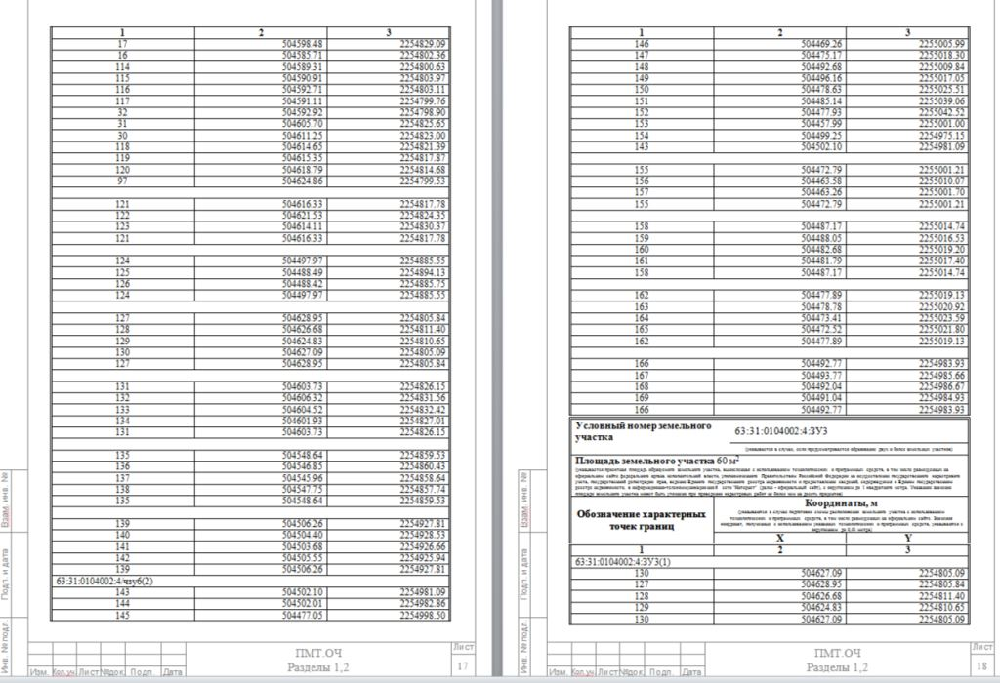 1 2 3
17 504598.48 2254829.09
16 504585.71 2254802.36
114 504589.31 2254800.63
115 504590.91 2254803.97
116 504592.71 2254803.11
117 504591.11 2254799.76
32 504592.92 2254798.90
31 504605.70 2254825.65
30 504611.25 2254823.00
118 504614.65 2254821.39
119 504615.35 2254817.87
120 504618.79 2254814.68
97 504624.86 2254799.53
121 504616.33 2254817.78
122 504621.53 2254824.35
123 504614.11 2254830.37
121 504616.33 2254817.78
124 504497.97 2254885.55
125 504488.49 2254894.13
126 504488.42 2254885.75
124 504497.97 2254885.55
127 504628.95 2254805.84
128 504626.68 2254811.40
129 504624.83 2254810.65
130 504627.09 2254805.09
127 504628.95 2254805.84
131 504603.73 2254826.15
132 504606.32 2254831.56
133 504604.52 2254832.42
134 504601.93 2254827.01
131 504603.73 2254826.15
135 504548.64 2254859.53
136 504546.85 2254860.43
137 504545.96 2254858.64
138 504547.75 2254857.74
135 504548.64 2254859.53
139 504506.26 2254927.81
140 504504.40 2254928.53
141 504503.68 2254926.66
142 504505.55 2254925.94
139 504506.26 2254927.81
63:31:0104002:4/чзу6(2)
143 504502.10 2254981.09
144 504502.01 2254982.86
145 504477.05 2254998.50
Взам. инв. №
Подп. и дата
Инв. № подл.
Изм. Кол.уч. Лист №док. Подп. Дата
ПМТ.ОЧ
Разделы 1,2
Лист
17
1 2 3
146 504469.26 2255005.99
147 504475.17 2255018.30
148 504492.68 2255009.84
149 504496.16 2255017.05
150 504478.63 2255025.51
151 504485.14 2255039.06
152 504477.93 2255042.52
153 504457.99 2255001.00
154 504499.25 2254975.15
143 504502.10 2254981.09
155 504472.79 2255001.21
156 504463.58 2255010.07
157 504463.26 2255001.70
155 504472.79 2255001.21
158 504487.17 2255014.74
159 504488.05 2255016.53
160 504482.68 2255019.20
161 504481.79 2255017.40
158 504487.17 2255014.74
162 504477.89 2255019.13
163 504478.78 2255020.92
164 504473.41 2255023.59
165 504472.52 2255021.80
162 504477.89 2255019.13
166 504492.77 2254983.93
167 504493.77 2254985.66
168 504492.04 2254986.67
169 504491.04 2254984.93
166 504492.77 2254983.93
Условный номер земельного
участка
63:31:0104002:4:ЗУ3
Площадь земельного участка 60 м²
Обозначение характерных
точек границ
Координаты, м
X Y
1 2 3
63:31:0104002:4:ЗУ3(1)
130 504627.09 2254805.09
127 504628.95 2254805.84
128 504626.68 2254811.40
129 504624.83 2254810.65
130 504627.09 2254805.09
Взам. инв. №
Подп. и дата
Инв. № подл.
Изм. Кол.уч. Лист №док. Подп. Дата
ПМТ.ОЧ
Разделы 1,2
Лист
18